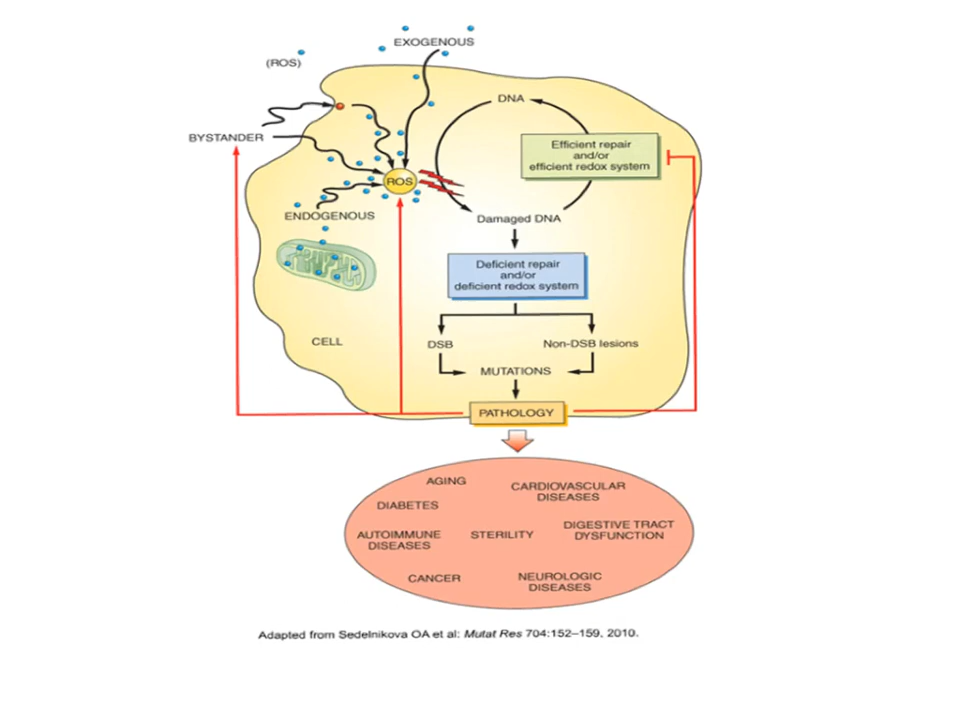 EXOGENOUS
(ROS)
DNA
BYSTANDER
Efficient repair
and/or
efficient redox system
ROS
ENDOGENOUS
Damaged DNA
Deficient repair
and/or
deficient redox system
CELL
DSB
Non-DSB lesions
MUTATIONS
PATHOLOGY
AGING
CARDIOVASCULAR
DISEASES
DIABETES
AUTOIMMUNE
DISEASES
STERILITY
DIGESTIVE TRACT
DYSFUNCTION
CANCER
NEUROLOGIC
DISEASES
Adapted from Sedelnikova OA et al: Mutat Res 704:152–159, 2010.